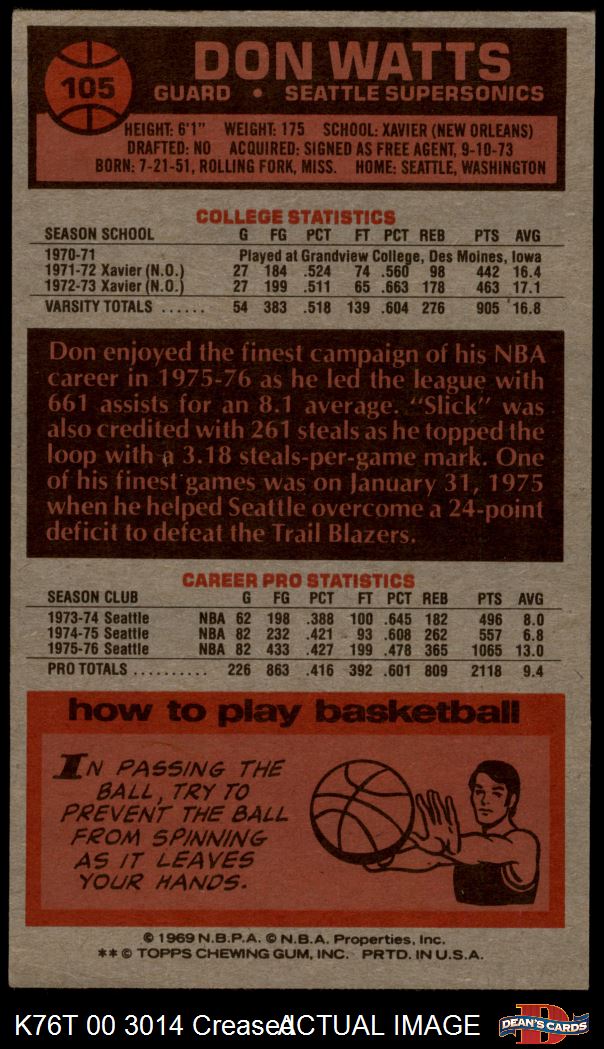 105
DON WATTS
GUARD • SEATTLE SUPERSONICS
HEIGHT: 6'1" WEIGHT: 175 SCHOOL: XAVIER (NEW ORLEANS)
DRAFTED: NO ACQUIRED: SIGNED AS FREE AGENT, 9-10-73
BORN: 7-21-51, ROLLING FORK, MISS. HOME: SEATTLE, WASHINGTON
COLLEGE STATISTICS
SEASON SCHOOL G FG PCT FT PCT REB PTS AVG
1970-71 Played at Grandview College, Des Moines, Iowa
1971-72 Xavier (N.O.) 27 184 .524 74 .560 98 442 16.4
1972-73 Xavier (N.O.) 27 199 .511 65 .663 178 463 17.1
VARSITY TOTALS ...... 54 383 .518 139 .604 276 905 16.8
Don enjoyed the finest campaign of his NBA
career in 1975-76 as he led the league with
661 assists for an 8.1 average. "Slick" was
also credited with 261 steals as he topped the
loop with a 3.18 steals-per-game mark. One
of his finest games was on January 31, 1975
when he helped Seattle overcome a 24-point
deficit to defeat the Trail Blazers.
CAREER PRO STATISTICS
SEASON CLUB G FG PCT FT PCT REB PTS AVG
1973-74 Seattle NBA 62 198 .388 100 .645 182 496 8.0
1974-75 Seattle NBA 82 232 .421 93 .608 262 557 6.8
1975-76 Seattle NBA 82 433 .427 199 .478 365 1065 13.0
PRO TOTALS .......... 226 863 .416 392 .601 809 2118 9.4
how to play basketball
IN PASSING THE
BALL, TRY TO
PREVENT THE BALL
FROM SPINNING
AS IT LEAVES
YOUR HANDS.
© 1969 N.B.P.A. © N.B.A. Properties, Inc.
** © TOPPS CHEWING GUM, INC. PRTD. IN U.S.A.
K76T 00 3014 Creased ACTUAL IMAGE
DEAN'S CARDS